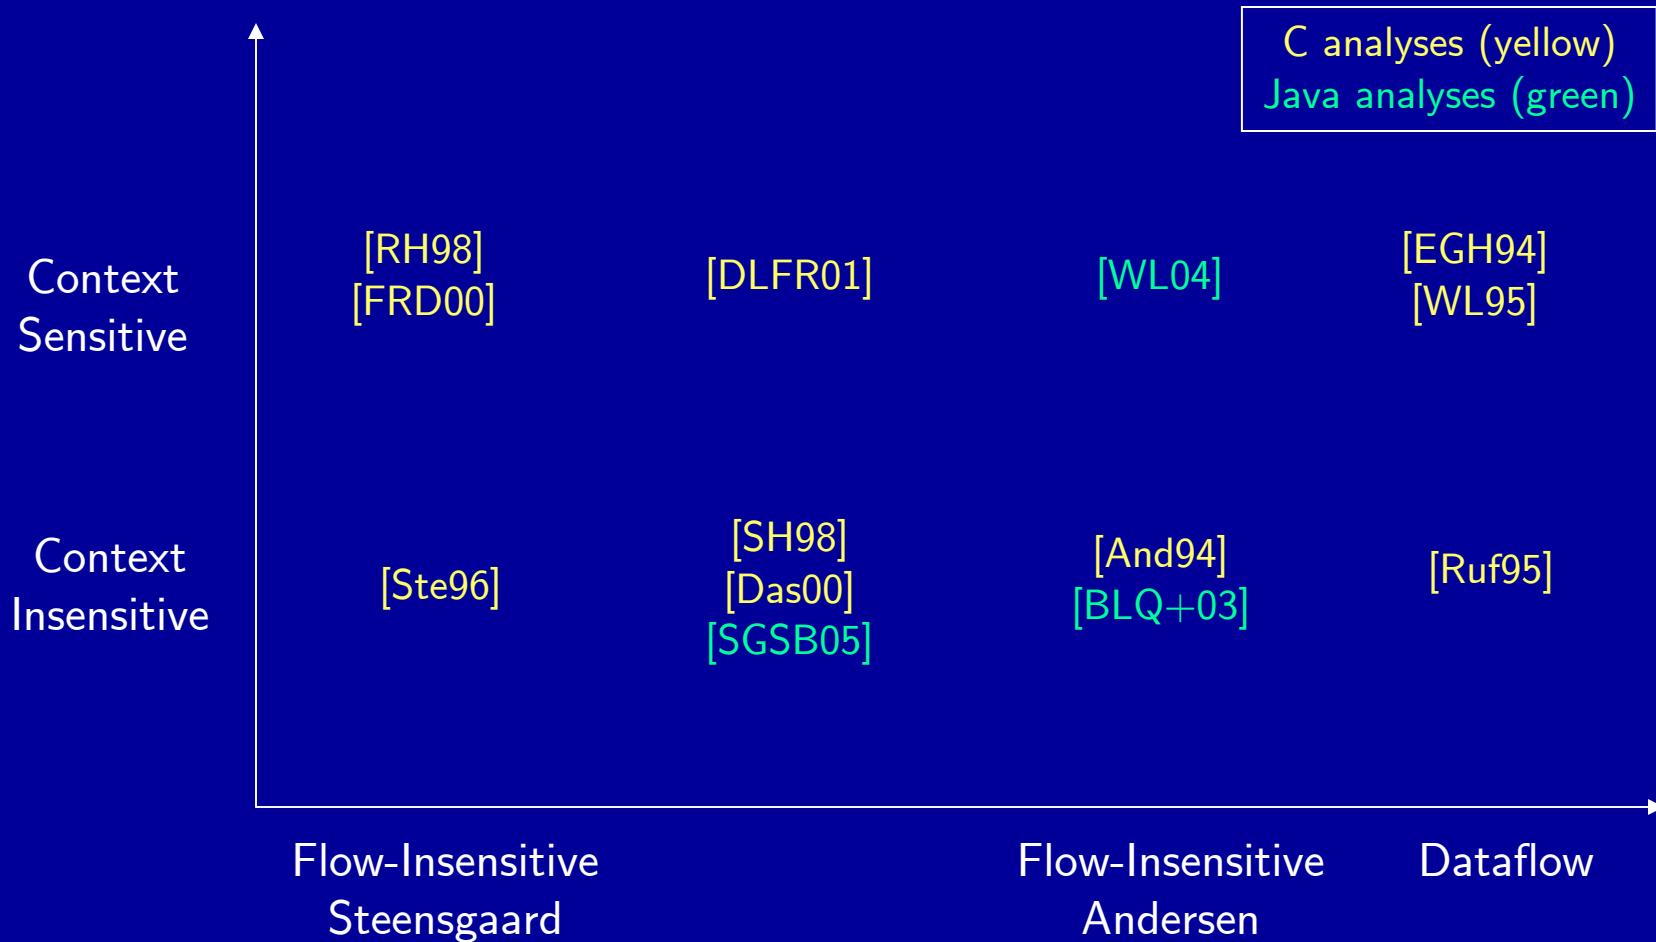 C analyses (yellow)
Java analyses (green)
Context
Sensitive
[RH98]
[FRD00]
[DLFR01]
[WL04]
[EGH94]
[WL95]
Context
Insensitive
[Ste96]
[SH98]
[Das00]
[SGSB05]
[And94]
[BLQ+03]
[Ruf95]
Flow-Insensitive
Steensgaard
Flow-Insensitive
Andersen
Dataflow